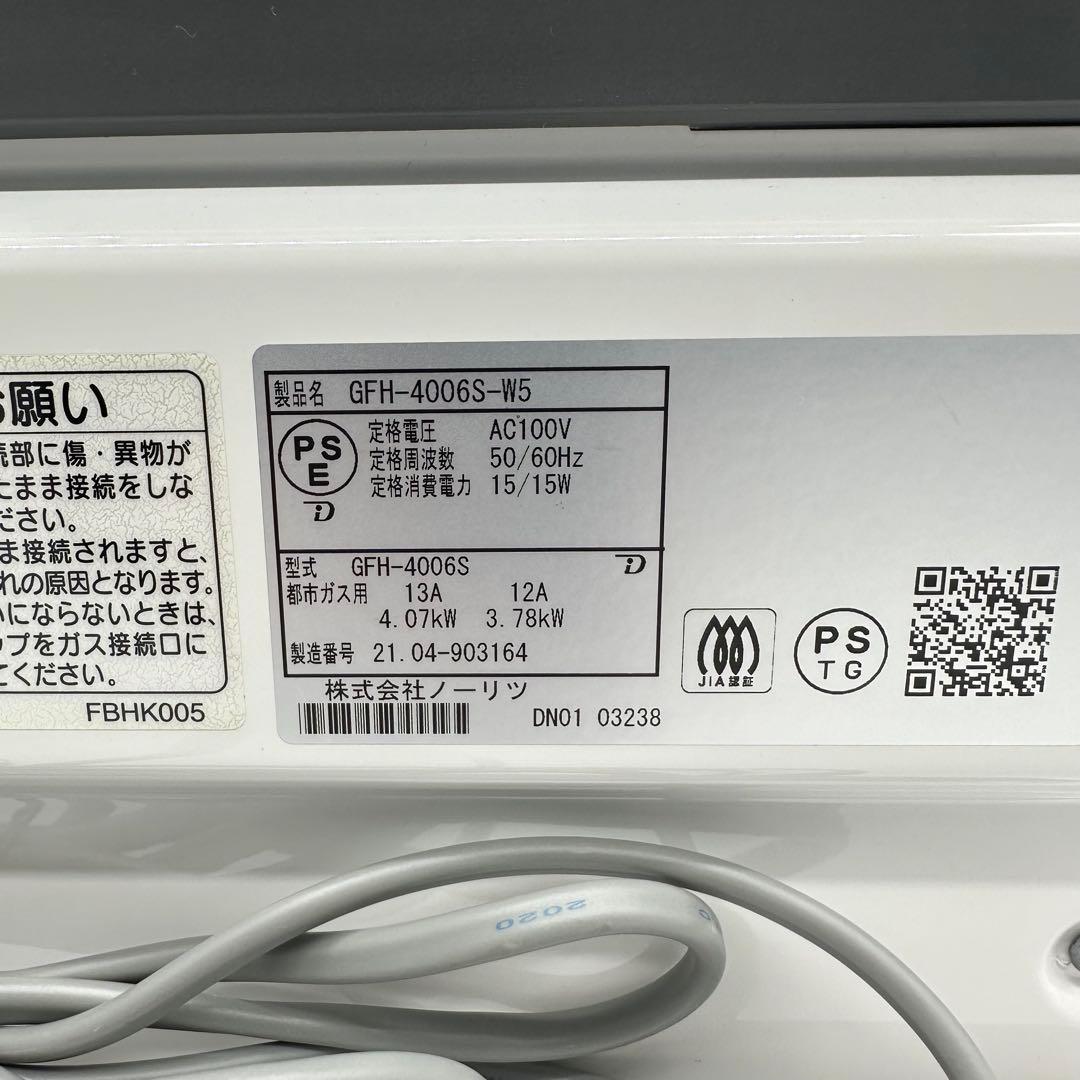 お願い
続部に傷・異物が
たまま接続をしな
ださい。
ま接続されますと、
れの原因となります。
いにならないときは、
ップをガス接続口に
てください。
FBHK005
製品名 GFH-4006S-W5
PS
E
定格電圧 AC100V
定格周波数 50/60Hz
定格消費電力 15/15W
型式 GFH-4006S
都市ガス用 13A 12A
4.07kW 3.78kW
製造番号 21.04-903164
株式会社ノーリツ
DN01 03238
JIA認証
PS
TG
2020